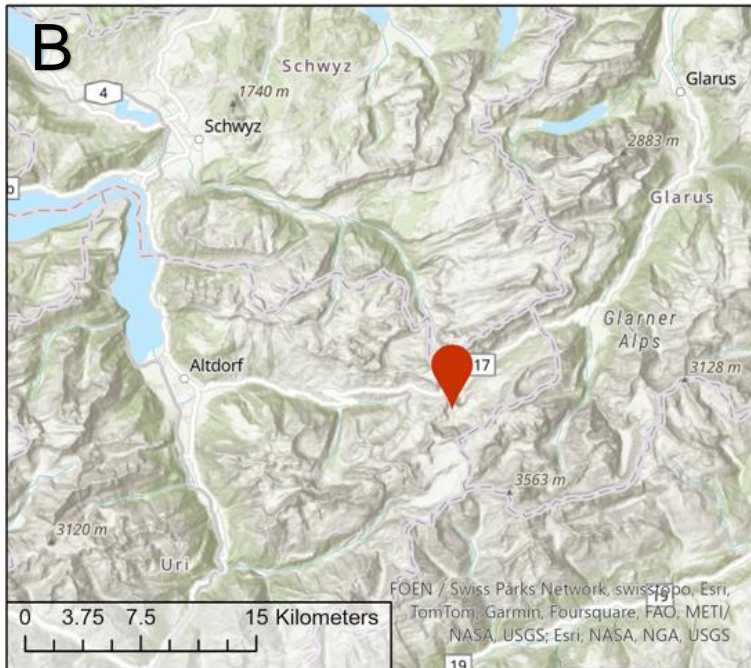 B
Schwyz
4
1740 m
Glarus
Schwyz
2883 m
Glarus
Glarner
Alps
17
Altdorf
3128 m
3563 m
3120 m
Uri
FOEN / Swiss Parks Network, swisstopo, Esri,
19
TomTom, Garmin, Foursquare, FAO, METI/
NASA, USGS; Esri, NASA, NGA, USGS
0 3.75 7.5 15 Kilometers
19